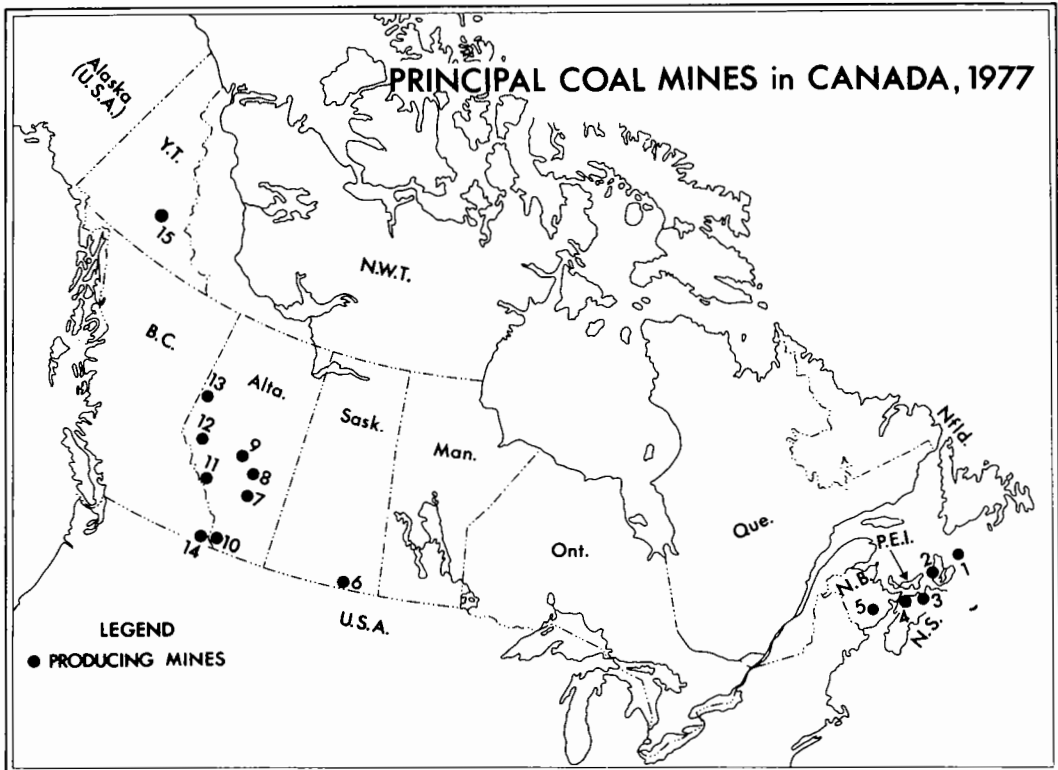 PRINCIPAL COAL MINES in CANADA, 1977
Alaska
(U.S.A.)
Y.T.
15
N.W.T.
B.C.
13
Alta.
12
9
11
8
7
14
10
Sask.
6
Man.
Ont.
Que.
Nfld.
P.E.I.
N.B.
2
1
5
4
3
N.S.
U.S.A.
LEGEND
PRODUCING MINES